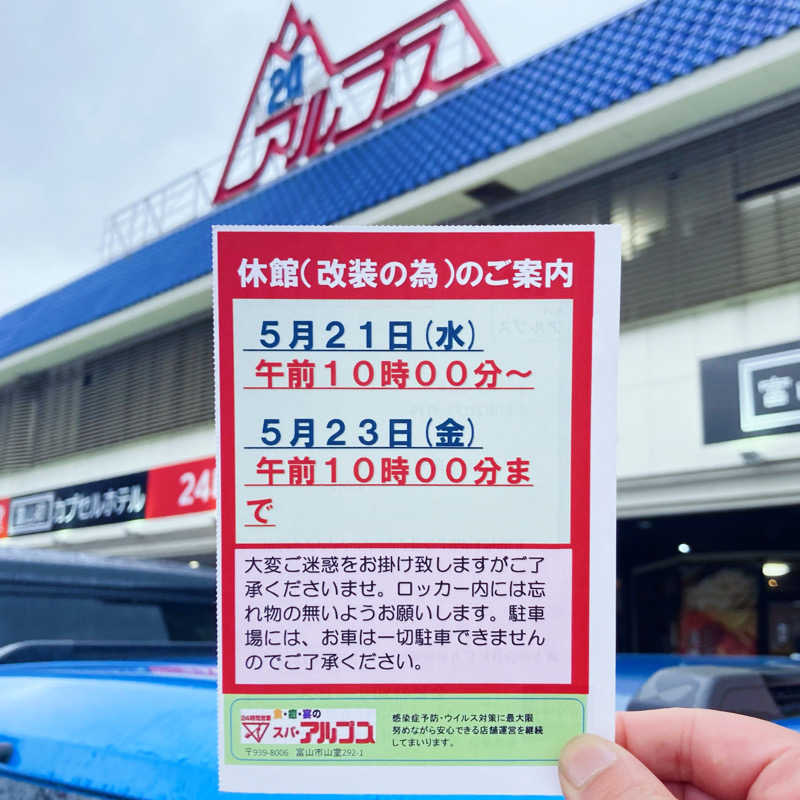 24
アルプス
休館(改装の為)のご案内
5月21日(水)
午前10時00分～
5月23日(金)
午前10時00分ま
で
大変ご迷惑をお掛け致しますがご了
承くださいませ。ロッカー内には忘
れ物の無いようお願いします。駐車
場には、お車は一切駐車できません
のでご了承ください。
24時間営業
食・癒・宴の
スパ・アルプス
〒939-8006 富山市山室292-1
感染症予防・ウイルス対策に最大限
努めながら安心できる店舗運営を継続
してまいります。
カプセルホテル
24
富山